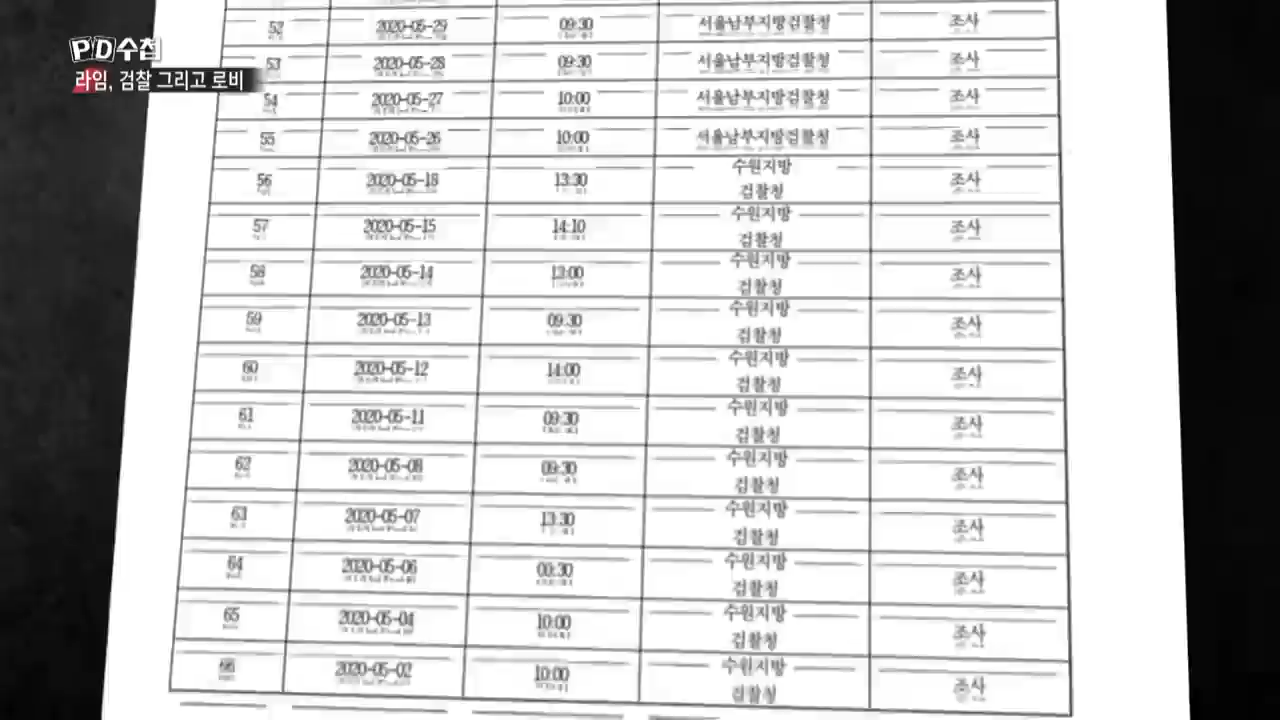 PD수첩
라임, 검찰 그리고 로비
52 2020-05-29 09:30 서울남부지방검찰청 조사
53 2020-05-28 09:30 서울남부지방검찰청 조사
54 2020-05-27 10:00 서울남부지방검찰청 조사
55 2020-05-26 10:00 서울남부지방검찰청 조사
56 2020-05-18 13:30 수원지방
검찰청 조사
57 2020-05-15 14:10 수원지방
검찰청 조사
58 2020-05-14 13:00 수원지방
검찰청 조사
59 2020-05-13 09:30 수원지방
검찰청 조사
60 2020-05-12 14:00 수원지방
검찰청 조사
61 2020-05-11 09:30 수원지방
검찰청 조사
62 2020-05-08 09:30 수원지방
검찰청 조사
63 2020-05-07 13:30 수원지방
검찰청 조사
64 2020-05-06 수원지방
검찰청 조사
65 2020-05-04 10:00 수원지방
검찰청 조사
66 2020-05-02 10:00 수원지방
검찰청 조사